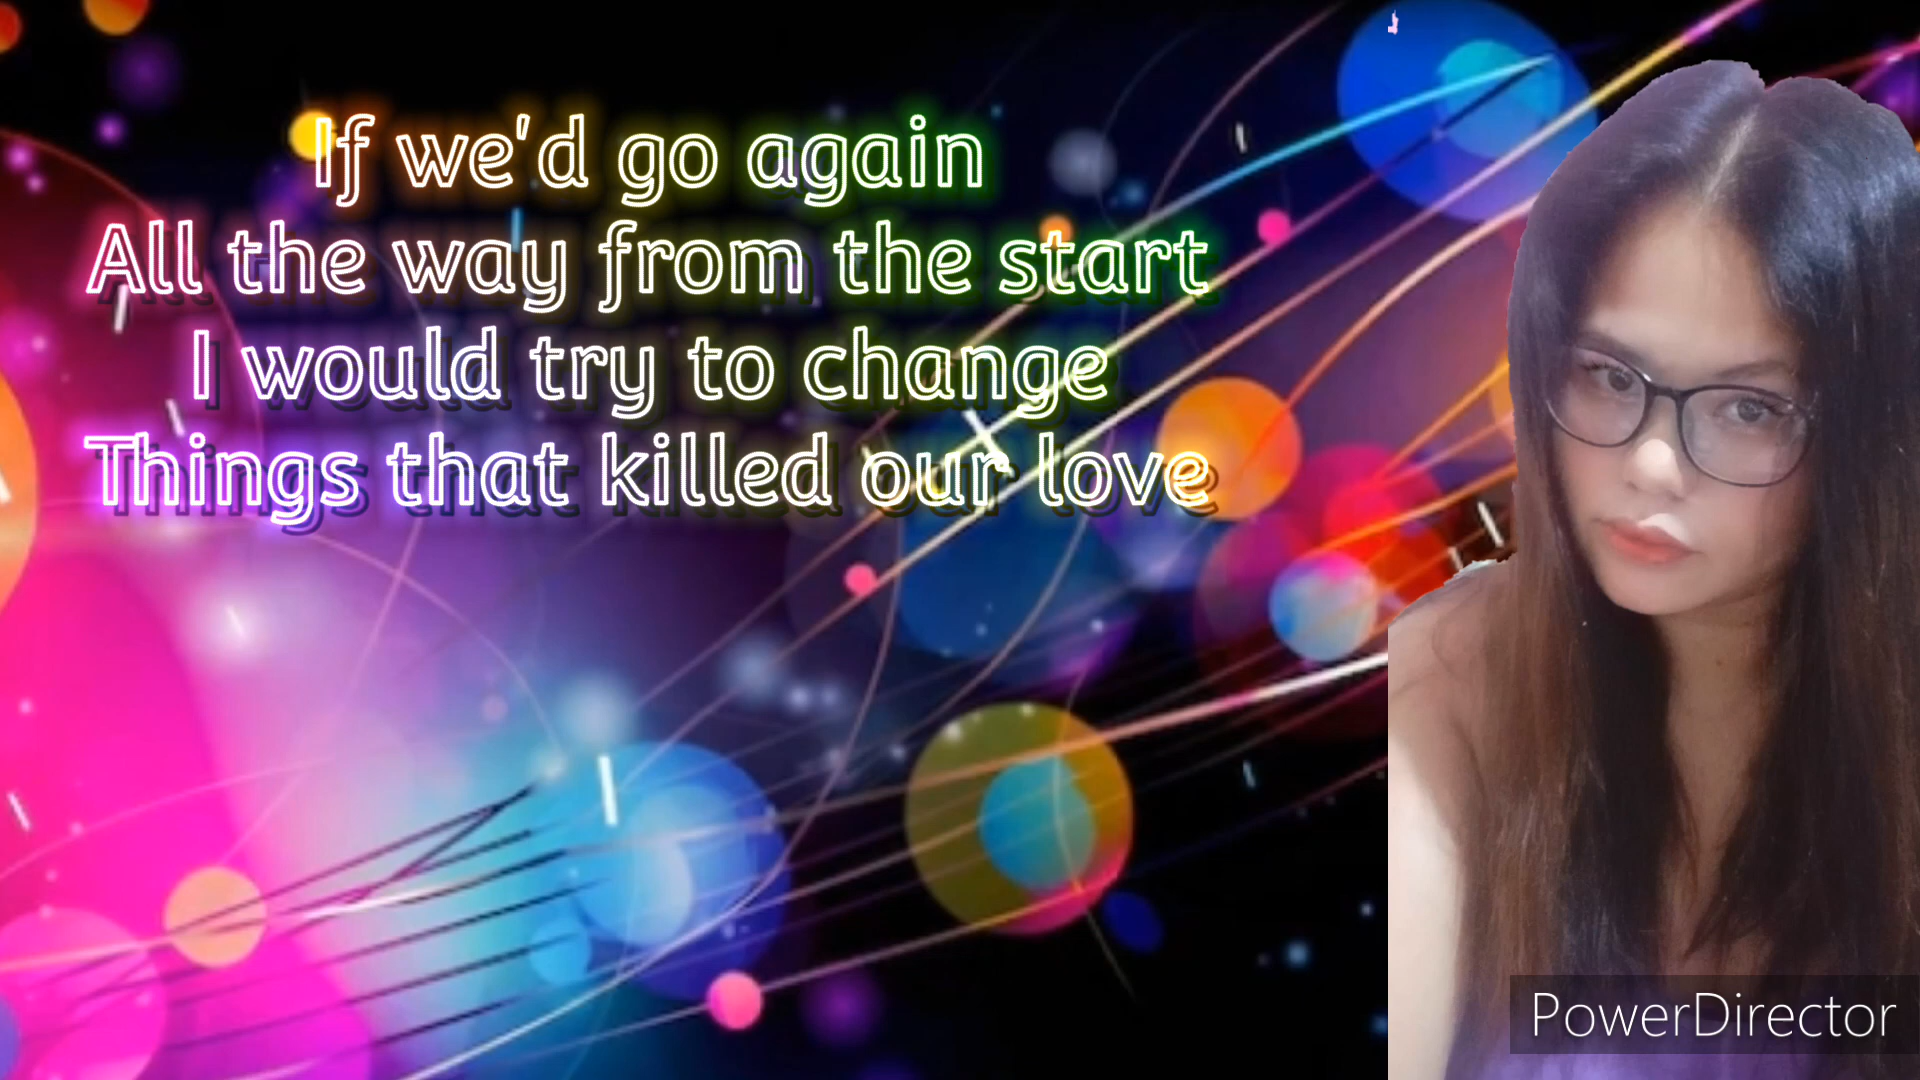 If we'd go again
All the way from the start
I would try to change
Things that killed our love
PowerDirector